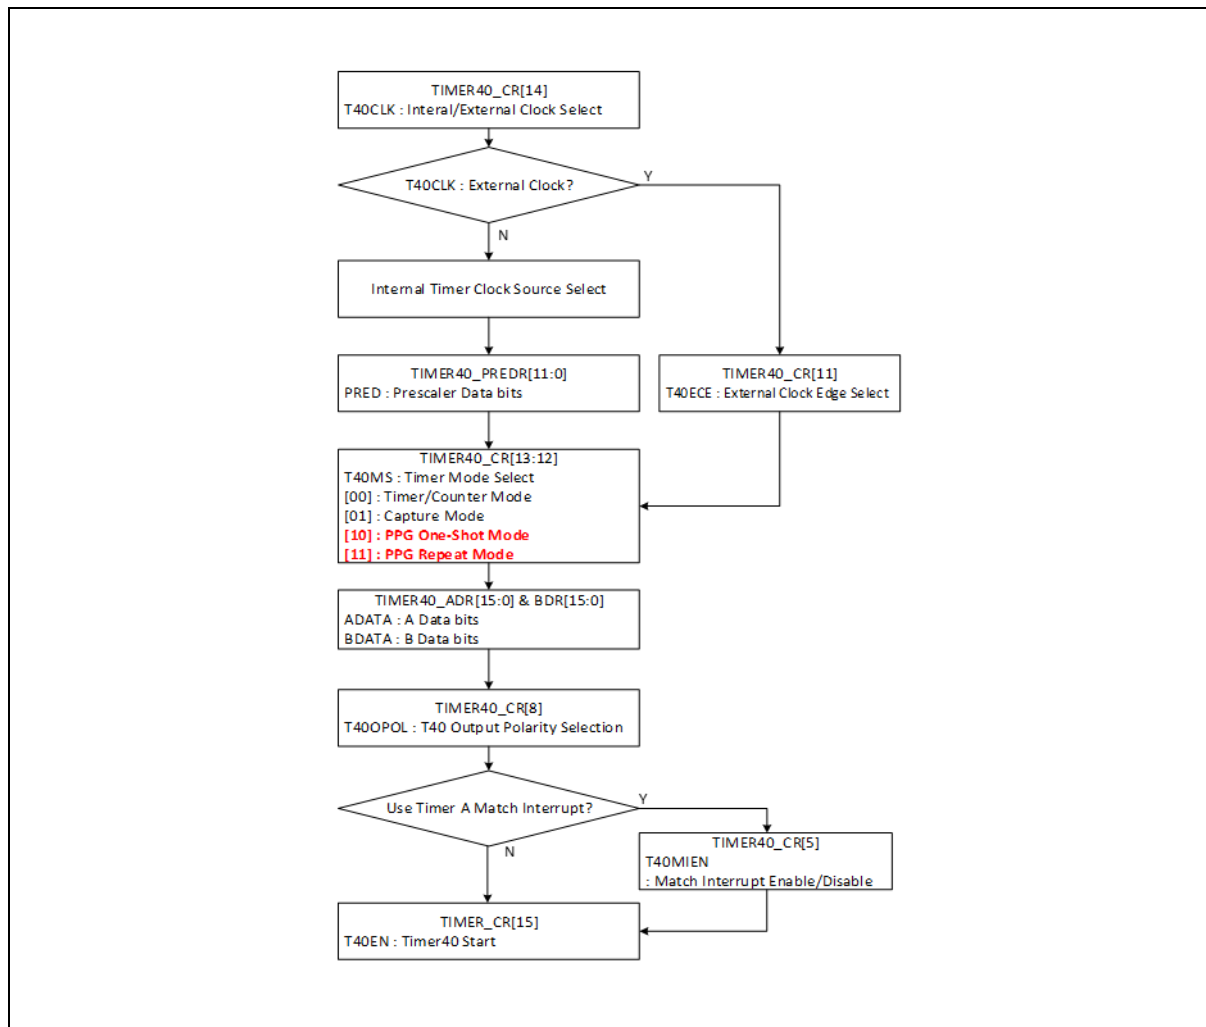 TIMER40_CR[14]
T40CLK : Interal/External Clock Select
T40CLK : External Clock?
Y
N
Internal Timer Clock Source Select
TIMER40_PREDR[11:0]
PRED : Prescaler Data bits
TIMER40_CR[11]
T40ECE : External Clock Edge Select
TIMER40_CR[13:12]
T40MS : Timer Mode Select
[00] : Timer/Counter Mode
[01] : Capture Mode
[10] : PPG One-Shot Mode
[11] : PPG Repeat Mode
TIMER40_ADR[15:0] & BDR[15:0]
ADATA : A Data bits
BDATA : B Data bits
TIMER40_CR[8]
T40OPOL : T40 Output Polarity Selection
Use Timer A Match Interrupt?
Y
N
TIMER40_CR[5]
T40MIEN
: Match Interrupt Enable/Disable
TIMER_CR[15]
T40EN : Timer40 Start